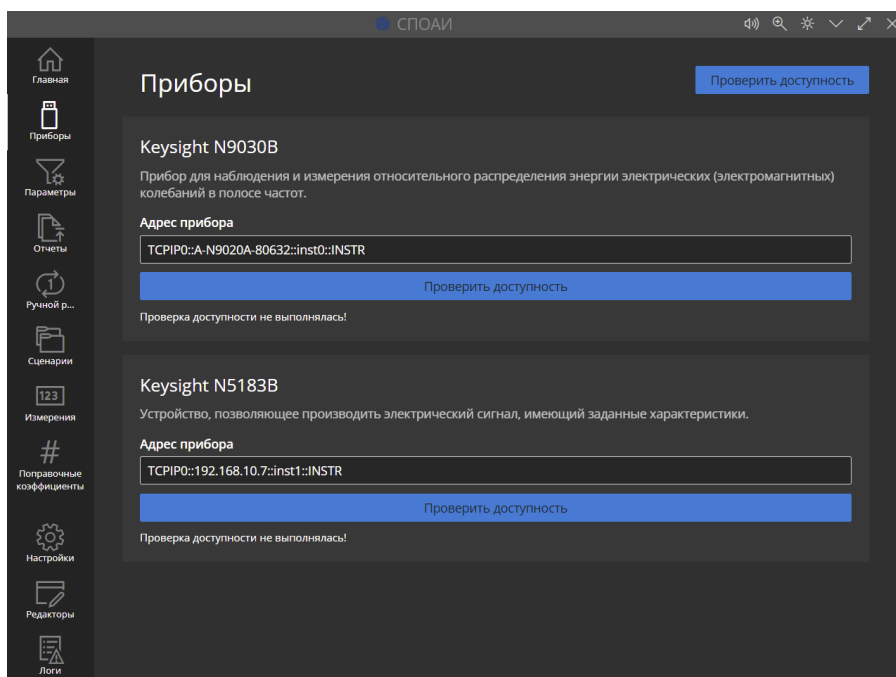 СПОАИ
Главная
Приборы
Параметры
Отчеты
Ручной р...
Сценарии
123
Измерения
#
Поправочные
коэффициенты
Настройки
Редакторы
Логи
Приборы
Проверить доступность
Keysight N9030B
Прибор для наблюдения и измерения относительного распределения энергии электрических (электромагнитных)
колебаний в полосе частот.
Адрес прибора
TCPIP0::A-N9020A-80632::inst0::INSTR
Проверить доступность
Проверка доступности не выполнялась!
Keysight N5183B
Устройство, позволяющее производить электрический сигнал, имеющий заданные характеристики.
Адрес прибора
TCPIP0::192.168.10.7::inst1::INSTR
Проверить доступность
Проверка доступности не выполнялась!